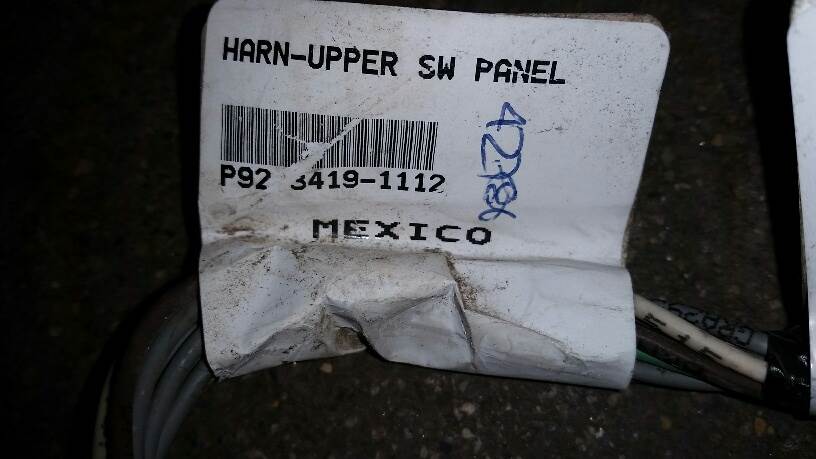 HARN-UPPER SW PANEL
P92 3419-1112
MEXICO